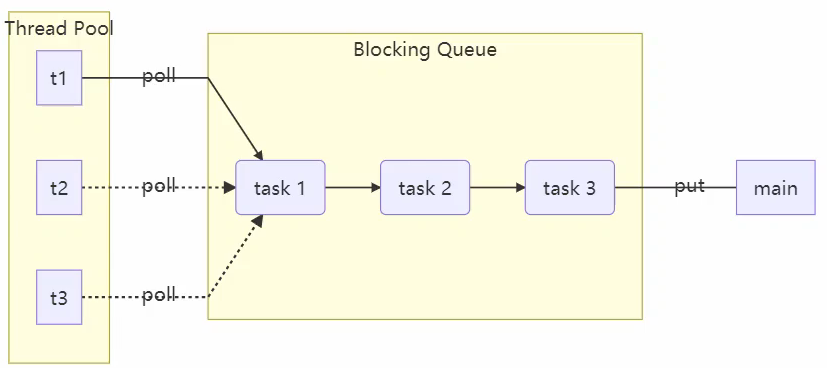 Thread Pool
t1
t2
t3
poll
poll
poll
Blocking Queue
task 1
task 2
task 3
put
main